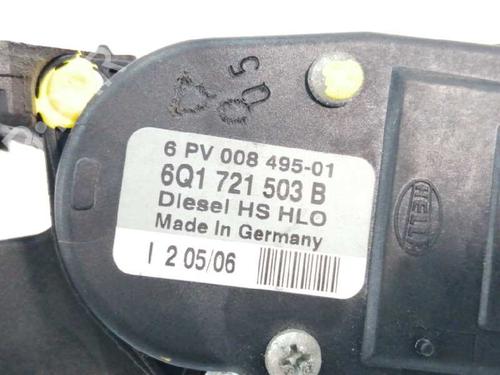 6 PV 008 495-01
6Q1 721 503 B
Diesel HS HLO
Made in Germany
I 2 05/06
HELLA